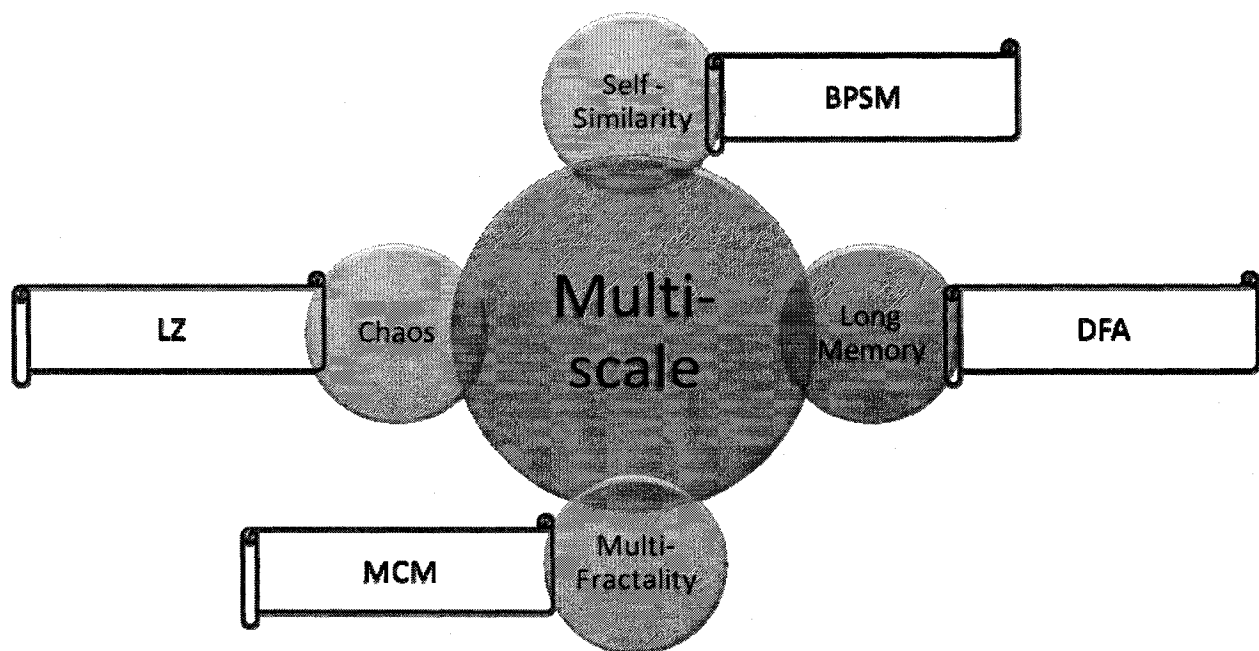 Self -
Similarity
BPSM
LZ
Chaos
Multi-
scale
Long
Memory
DFA
MCM
Multi-
Fractality